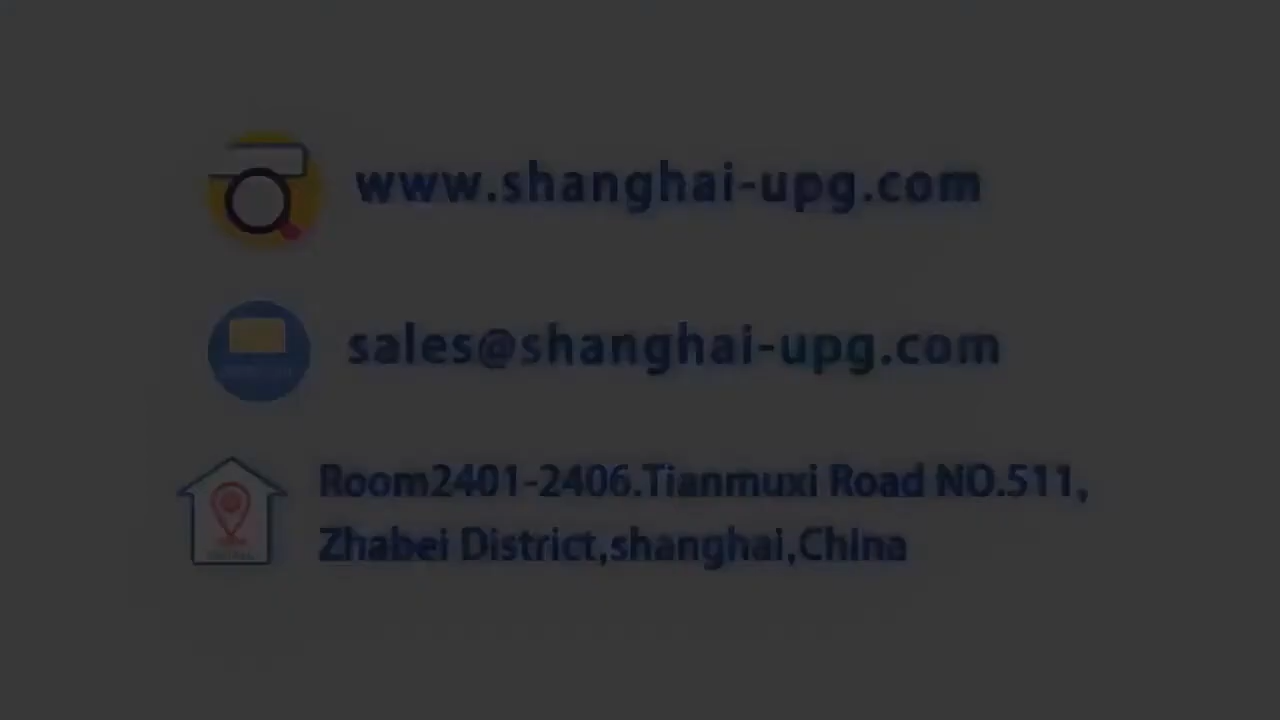 www.shanghai-upg.com
sales@shanghai-upg.com
Room2401-2406.Tianmuxi Road NO.511,
Zhabei District,shanghai,China